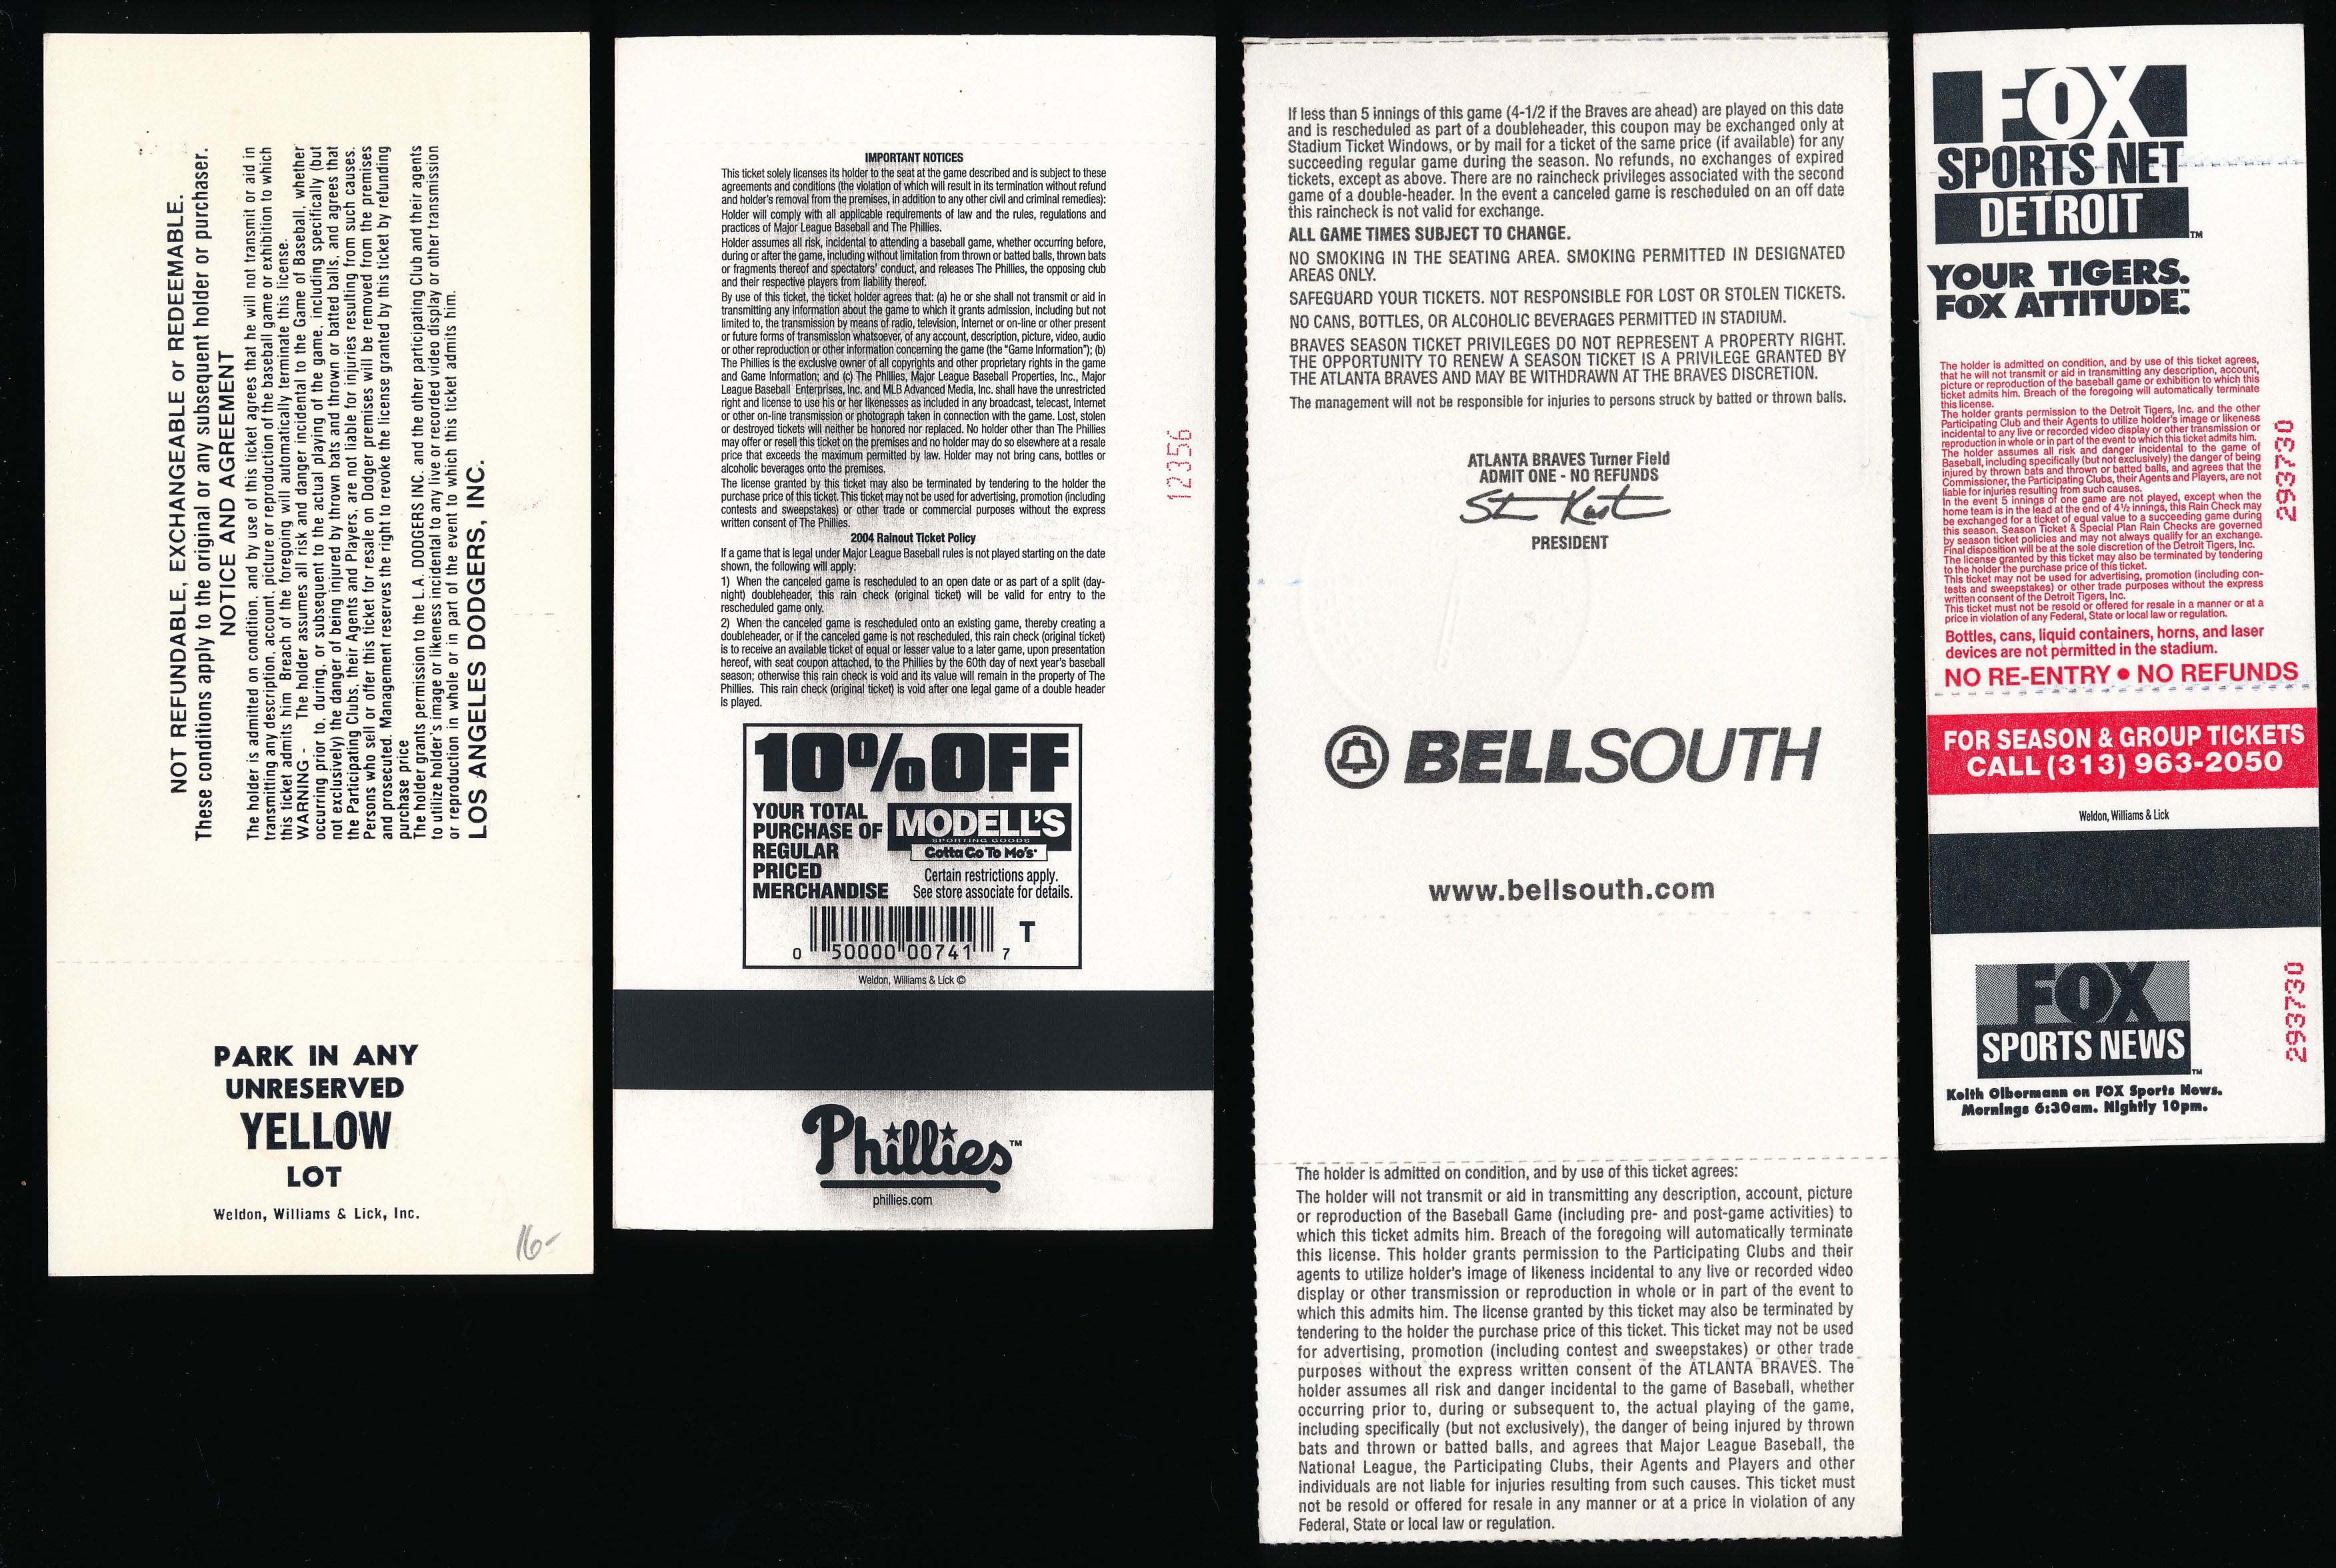 NOT REFUNDABLE, EXCHANGEABLE or REDEEMABLE.
These conditions apply to the original or any subsequent holder or purchaser.
NOTICE AND AGREEMENT
The holder is admitted on condition, and by use of this ticket agrees that he will not transmit or aid in
transmitting any description, account, picture or reproduction of the baseball game or exhibition to which
this ticket admits him Breach of the foregoing will automatically terminate this license.
WARNING - The holder assumes all risk and danger incidental to the Game of Baseball, whether
occurring prior to, during, or subsequent to the actual playing of the game, including specifically (but
not exclusively) the danger of being injured by thrown bats and thrown or batted balls, and agrees that
the Participating Clubs, their Agents and Players, are not liable for injuries resulting from such causes.
Persons who sell or offer this ticket for resale on Dodger premises will be removed from the premises
and prosecuted. Management reserves the right to revoke the license granted by this ticket by refunding
purchase price
The holder grants permission to the L.A. DODGERS INC. and the other participating Club and their agents
to utilize holder's image or likeness incidental to any live or recorded video display or other transmission
or reproduction in whole or in part of the event to which this ticket admits him.
LOS ANGELES DODGERS, INC.
PARK IN ANY
UNRESERVED
YELLOW
LOT
Weldon, Williams & Lick, Inc.
16-
IMPORTANT NOTICES
This ticket solely licenses its holder to the seat at the game described and is subject to these
agreements and conditions (the violation of which will result in its termination without refund
and holder's removal from the premises, in addition to any other civil and criminal remedies):
Holder will comply with all applicable requirements of law and the rules, regulations and
practices of Major League Baseball and The Phillies.
Holder assumes all risk, incidental to attending a baseball game, whether occurring before,
during or after the game, including without limitation from thrown or batted balls, thrown bats
or fragments thereof and spectators' conduct, and releases The Phillies, the opposing club
and their respective players from liability thereof.
By use of this ticket, the ticket holder agrees that: (a) he or she shall not transmit or aid in
transmitting any information about the game to which it grants admission, including but not
limited to, the transmission by means of radio, television, Internet or on-line or other present
or future forms of transmission whatsoever, of any account, description, picture, video, audio
or other reproduction or other information concerning the game (the "Game Information"); (b)
The Phillies is the exclusive owner of all copyrights and other proprietary rights in the game
and Game Information; and (c) The Phillies, Major League Baseball Properties, Inc., Major
League Baseball Enterprises, Inc. and MLB Advanced Media, Inc. shall have the unrestricted
right and license to use his or her likenesses as included in any broadcast, telecast, Internet
or other on-line transmission or photograph taken in connection with the game. Lost, stolen
or destroyed tickets will neither be honored nor replaced. No holder other than The Phillies
may offer or resell this ticket on the premises and no holder may do so elsewhere at a resale
price that exceeds the maximum permitted by law. Holder may not bring cans, bottles or
alcoholic beverages onto the premises.
The license granted by this ticket may also be terminated by tendering to the holder the
purchase price of this ticket. This ticket may not be used for advertising, promotion (including
contests and sweepstakes) or other trade or commercial purposes without the express
written consent of The Phillies.
2004 Rainout Ticket Policy
If a game that is legal under Major League Baseball rules is not played starting on the date
shown, the following will apply:
1) When the canceled game is rescheduled to an open date or as part of a split (day-
night) doubleheader, this rain check (original ticket) will be valid for entry to the
rescheduled game only.
2) When the canceled game is rescheduled onto an existing game, thereby creating a
doubleheader, or if the canceled game is not rescheduled, this rain check (original ticket)
is to receive an available ticket of equal or lesser value to a later game, upon presentation
hereof, with seat coupon attached, to the Phillies by the 60th day of next year's baseball
season; otherwise this rain check is void and its value will remain in the property of The
Phillies. This rain check (original ticket) is void after one legal game of a double header
is played.
12356
10% OFF
YOUR TOTAL
PURCHASE OF
REGULAR
PRICED
MERCHANDISE
MODELL'S
SPORTING GOODS
Gotta Go To Mo's
Certain restrictions apply.
See store associate for details.
T
0 50000 00741 7
Weldon, Williams & Lick ©
Phillies™
phillies.com
If less than 5 innings of this game (4-1/2 if the Braves are ahead) are played on this date
and is rescheduled as part of a doubleheader, this coupon may be exchanged only at
Stadium Ticket Windows, or by mail for a ticket of the same price (if available) for any
succeeding regular game during the season. No refunds, no exchanges of expired
tickets, except as above. There are no raincheck privileges associated with the second
game of a double-header. In the event a canceled game is rescheduled on an off date
this raincheck is not valid for exchange.
ALL GAME TIMES SUBJECT TO CHANGE.
NO SMOKING IN THE SEATING AREA. SMOKING PERMITTED IN DESIGNATED
AREAS ONLY.
SAFEGUARD YOUR TICKETS. NOT RESPONSIBLE FOR LOST OR STOLEN TICKETS.
NO CANS, BOTTLES, OR ALCOHOLIC BEVERAGES PERMITTED IN STADIUM.
BRAVES SEASON TICKET PRIVILEGES DO NOT REPRESENT A PROPERTY RIGHT.
THE OPPORTUNITY TO RENEW A SEASON TICKET IS A PRIVILEGE GRANTED BY
THE ATLANTA BRAVES AND MAY BE WITHDRAWN AT THE BRAVES DISCRETION.
The management will not be responsible for injuries to persons struck by batted or thrown balls.
ATLANTA BRAVES Turner Field
ADMIT ONE - NO REFUNDS
PRESIDENT
BELLSOUTH
www.bellsouth.com
The holder is admitted on condition, and by use of this ticket agrees:
The holder will not transmit or aid in transmitting any description, account, picture
or reproduction of the Baseball Game (including pre- and post-game activities) to
which this ticket admits him. Breach of the foregoing will automatically terminate
this license. This holder grants permission to the Participating Clubs and their
agents to utilize holder's image of likeness incidental to any live or recorded video
display or other transmission or reproduction in whole or in part of the event to
which this admits him. The license granted by this ticket may also be terminated by
tendering to the holder the purchase price of this ticket. This ticket may not be used
for advertising, promotion (including contest and sweepstakes) or other trade
purposes without the express written consent of the ATLANTA BRAVES. The
holder assumes all risk and danger incidental to the game of Baseball, whether
occurring prior to, during or subsequent to, the actual playing of the game,
including specifically (but not exclusively), the danger of being injured by thrown
bats and thrown or batted balls, and agrees that Major League Baseball, the
National League, the Participating Clubs, their Agents and Players and other
individuals are not liable for injuries resulting from such causes. This ticket must
not be resold or offered for resale in any manner or at a price in violation of any
Federal, State or local law or regulation.
FOX
SPORTS NET
DETROIT™
YOUR TIGERS.
FOX ATTITUDE.™
The holder is admitted on condition, and by use of this ticket agrees,
that he will not transmit or aid in transmitting any description, account,
picture or reproduction of the baseball game or exhibition to which this
ticket admits him. Breach of the foregoing will automatically terminate
this license.
The holder grants permission to the Detroit Tigers, Inc. and the other
Participating Club and their Agents to utilize holder's image or likeness
incidental to any live or recorded video display or other transmission or
reproduction in whole or in part of the event to which this ticket admits him.
The holder assumes all risk and danger incidental to the game of
Baseball, including specifically (but not exclusively) the danger of being
injured by thrown bats and thrown or batted balls, and agrees that the
Commissioner, the Participating Clubs, their Agents and Players, are not
liable for injuries resulting from such causes.
In the event 5 innings of one game are not played, except when the
home team is in the lead at the end of 4½ innings, this Rain Check may
be exchanged for a ticket of equal value to a succeeding game during
this season. Season Ticket & Special Plan Rain Checks are governed
by season ticket policies and may not always qualify for an exchange.
Final disposition will be at the sole discretion of the Detroit Tigers, Inc.
The license granted by this ticket may also be terminated by tendering
to the holder the purchase price of this ticket.
This ticket may not be used for advertising, promotion (including con-
tests and sweepstakes) or other trade purposes without the express
written consent of the Detroit Tigers, Inc.
This ticket must not be resold or offered for resale in a manner or at a
price in violation of any Federal, State or local law or regulation.
Bottles, cans, liquid containers, horns, and laser
devices are not permitted in the stadium.
NO RE-ENTRY • NO REFUNDS
293730
FOR SEASON & GROUP TICKETS
CALL (313) 963-2050
Weldon, Williams & Lick
FOX
SPORTS NEWS™
Keith Olbermann on FOX Sports News.
Mornings 6:30am. Nightly 10pm.
293730